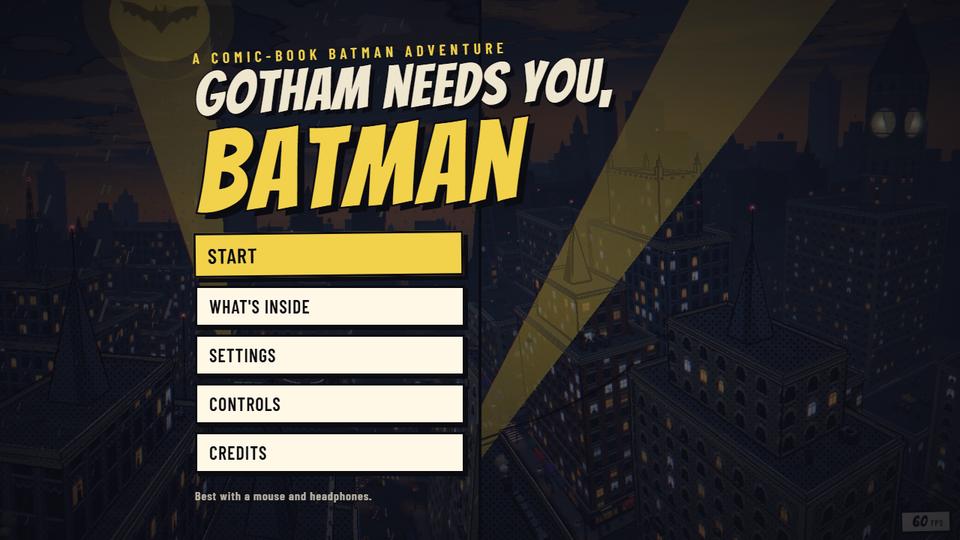 A COMIC-BOOK BATMAN ADVENTURE
GOTHAM NEEDS YOU,
BATMAN
START
WHAT'S INSIDE
SETTINGS
CONTROLS
CREDITS
Best with a mouse and headphones.
60 FPS